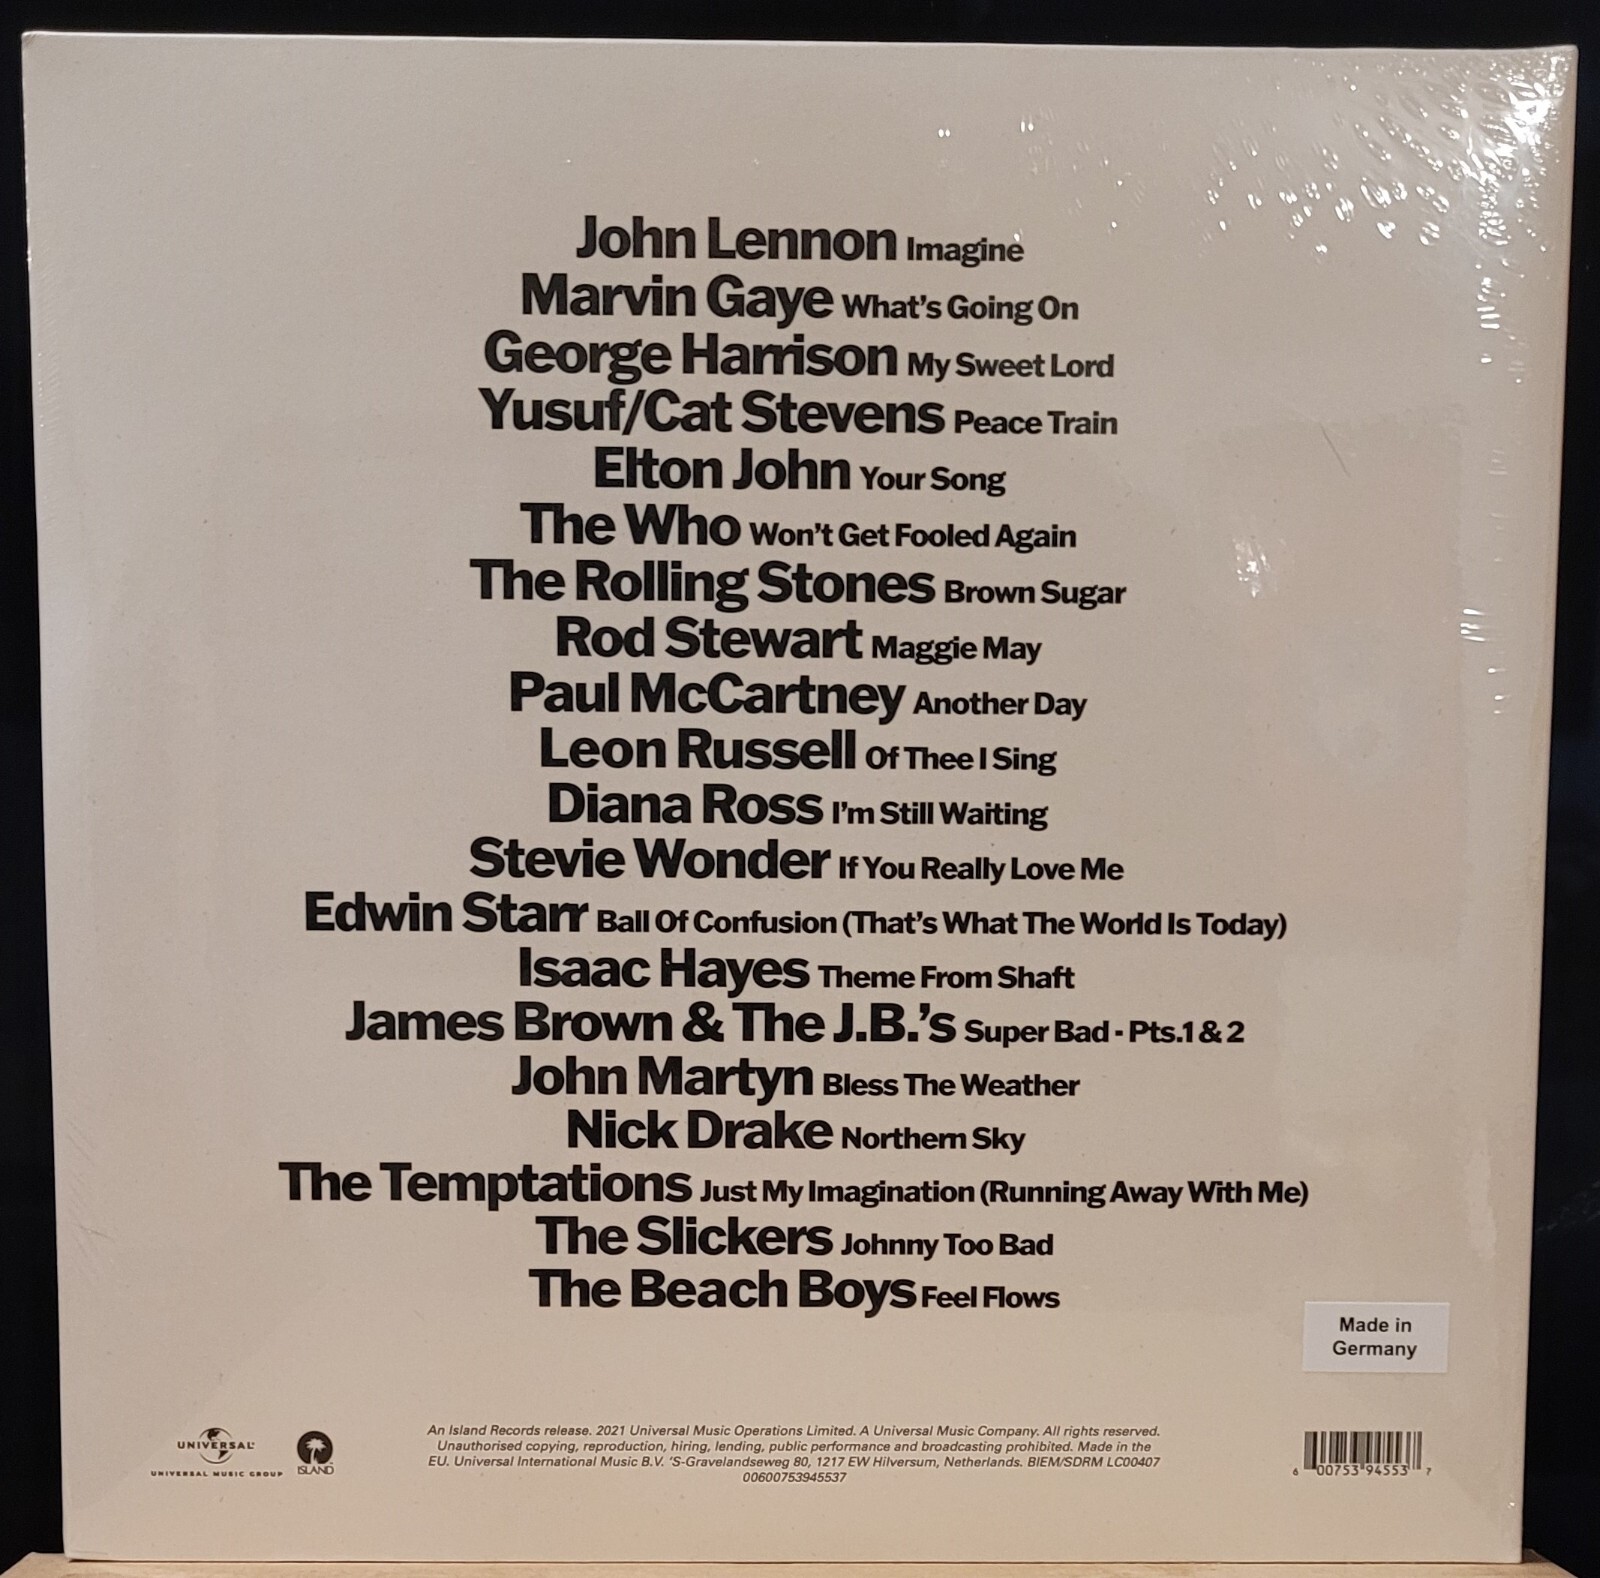 John Lennon Imagine
Marvin Gaye What's Going On
George Harrison My Sweet Lord
Yusuf/Cat Stevens Peace Train
Elton John Your Song
The Who Won't Get Fooled Again
The Rolling Stones Brown Sugar
Rod Stewart Maggie May
Paul McCartney Another Day
Leon Russell Of Thee I Sing
Diana Ross I'm Still Waiting
Stevie Wonder If You Really Love Me
Edwin Starr Ball Of Confusion (That's What The World Is Today)
Isaac Hayes Theme From Shaft
James Brown & The J.B.'s Super Bad - Pts.1 & 2
John Martyn Bless The Weather
Nick Drake Northern Sky
The Temptations Just My Imagination (Running Away With Me)
The Slickers Johnny Too Bad
The Beach Boys Feel Flows
Made in
Germany
UNIVERSAL
UNIVERSAL MUSIC GROUP
ISLAND
An Island Records release. 2021 Universal Music Operations Limited. A Universal Music Company. All rights reserved.
Unauthorised copying, reproduction, hiring, lending, public performance and broadcasting prohibited. Made in the
EU. Universal International Music B.V. 'S-Gravelandseweg 80, 1217 EW Hilversum, Netherlands. BIEM/SDRM LC00407
00600753945537
6 00753 94553 7